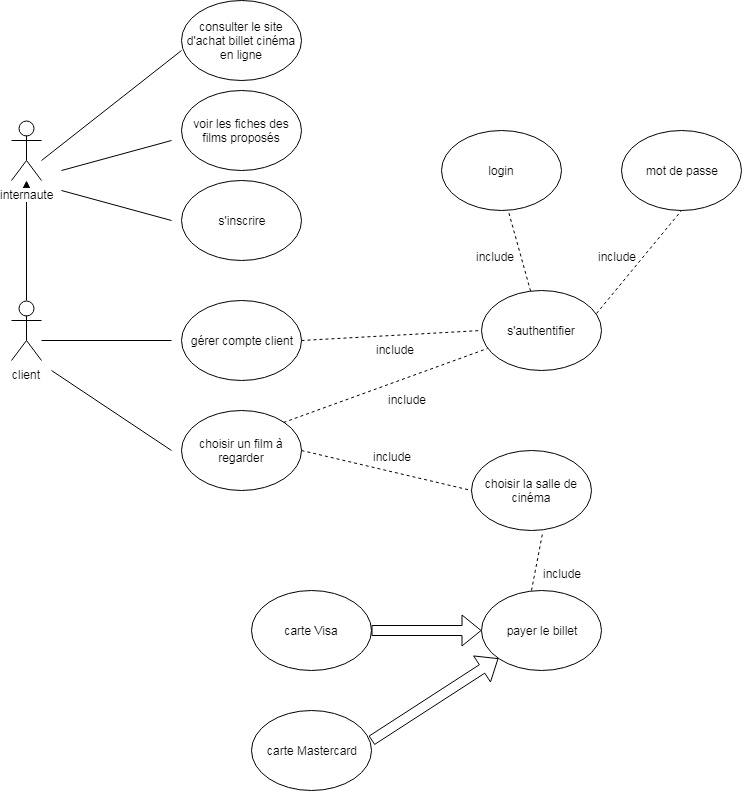 consulter le site
d'achat billet cinéma
en ligne
voir les fiches des
films proposés
internaute
s'inscrire
login
mot de passe
include
include
gérer compte client
include
s'authentifier
client
include
choisir un film à
regarder
include
choisir la salle de
cinéma
include
carte Visa
payer le billet
carte Mastercard